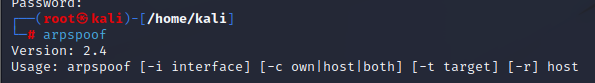 Password:
┌──(root㉿kali)-[/home/kali]
└─# arpspoof
Version: 2.4
Usage: arpspoof [-i interface] [-c own|host|both] [-t target] [-r] host